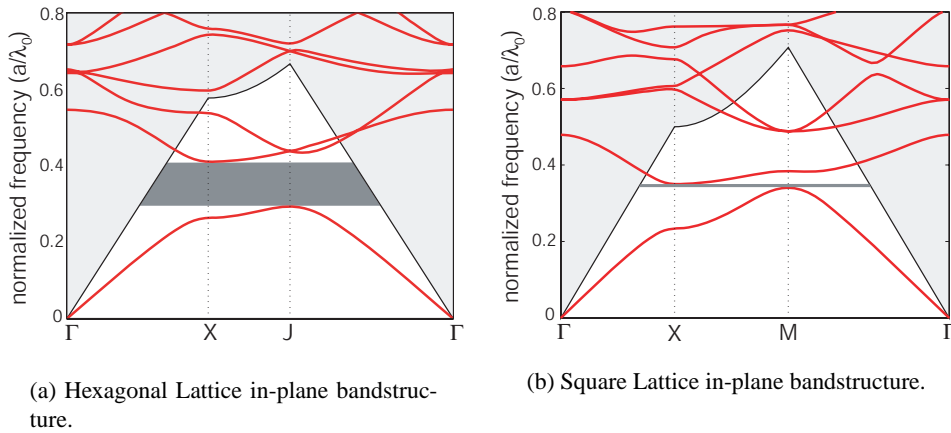 normalized frequency (a/λ₀)
0.8
0.6
0.4
0.2
0
Γ
X
J
Γ
(a) Hexagonal Lattice in-plane bandstruc-
ture.
normalized frequency (a/λ₀)
0.8
0.6
0.4
0.2
0
Γ
X
M
Γ
(b) Square Lattice in-plane bandstructure.